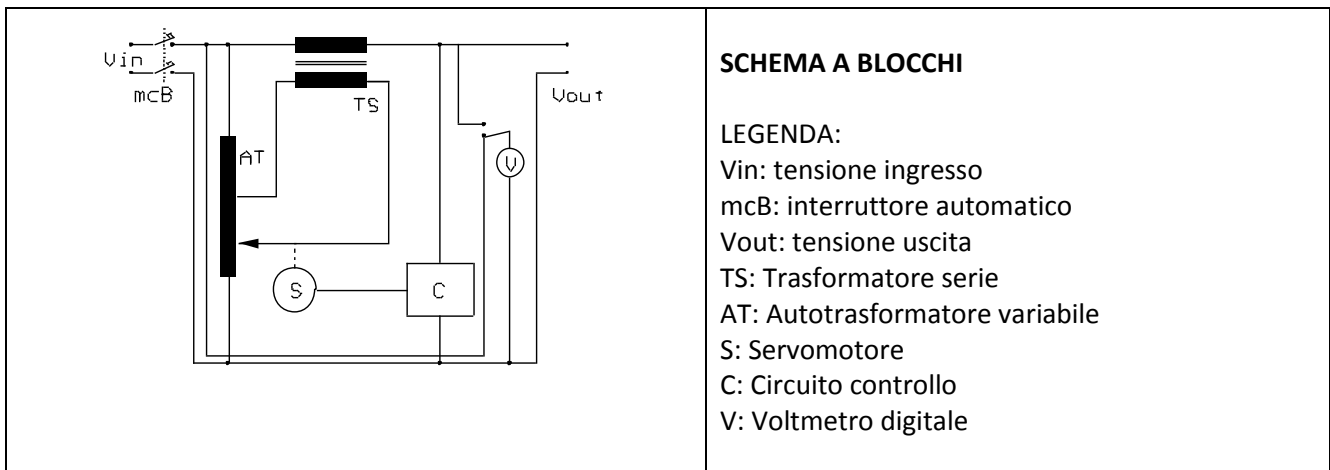 Vin
mcB
TS
Vout
AT
V
S
C
SCHEMA A BLOCCHI
LEGENDA:
Vin: tensione ingresso
mcB: interruttore automatico
Vout: tensione uscita
TS: Trasformatore serie
AT: Autotrasformatore variabile
S: Servomotore
C: Circuito controllo
V: Voltmetro digitale